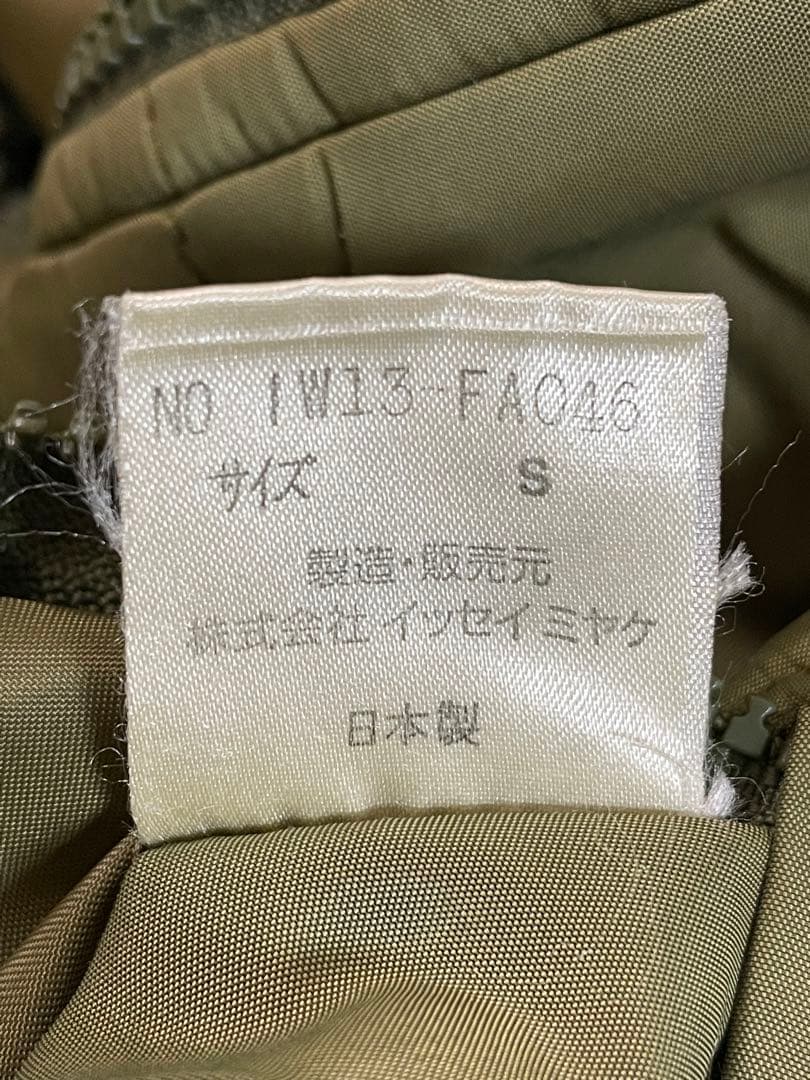 NO IW13-FA046
サイズ S
製造・販売元
株式会社 イッセイ ミヤケ
日本製